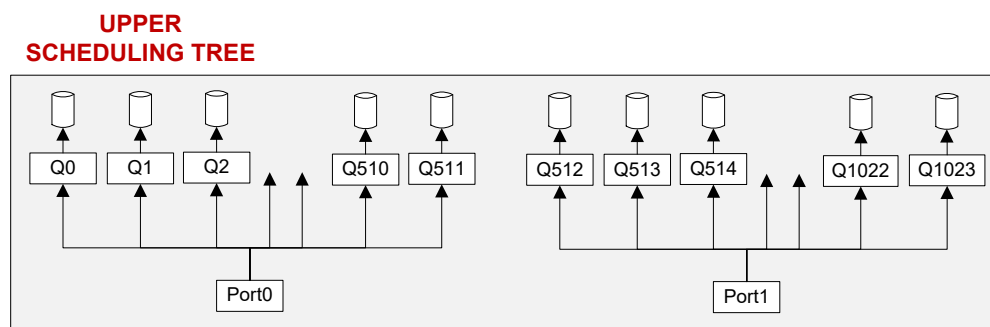 UPPER
SCHEDULING TREE
Q0 Q1 Q2 Q510 Q511 Q512 Q513 Q514 Q1022 Q1023
Port0 Port1